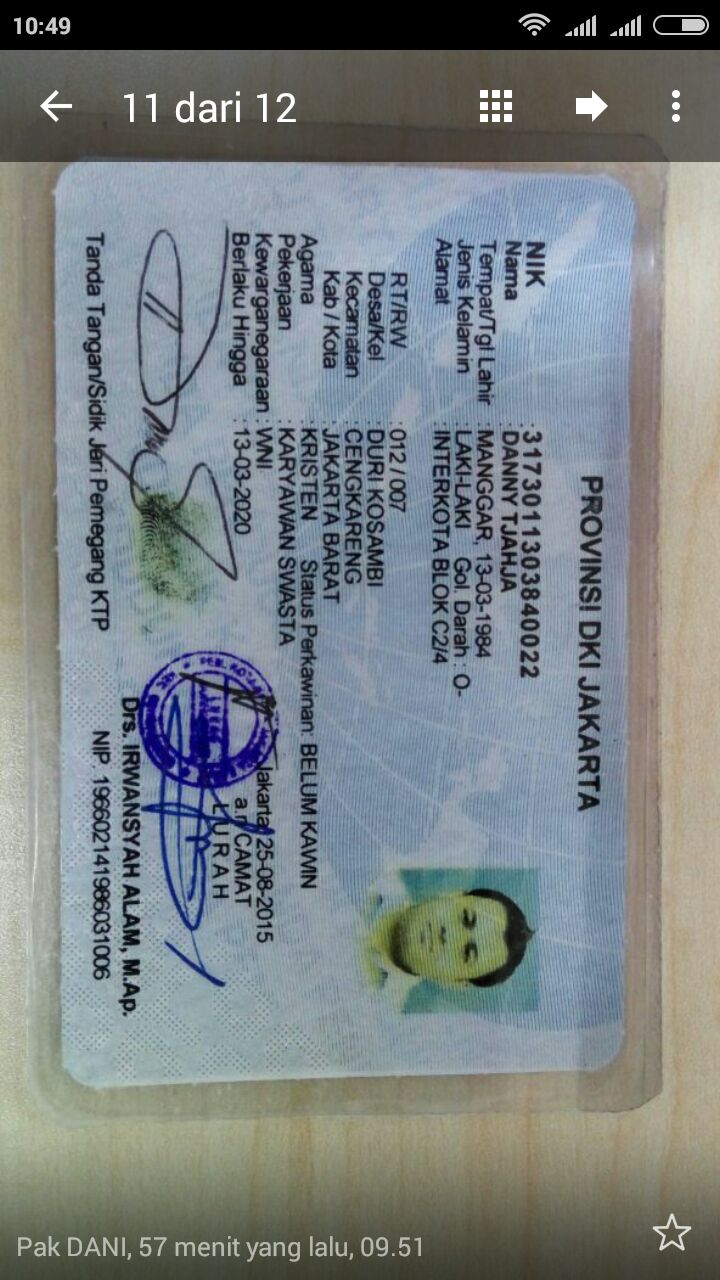 10:49
11 dari 12
PROVINSI DKI JAKARTA
NIK : 3173011303840022
Nama : DANNY TJAHJA
Tempat/Tgl Lahir : MANGGAR, 13-03-1984
Jenis Kelamin : LAKI-LAKI Gol. Darah : O-
Alamat : INTERKOTA BLOK C2/4
RT/RW : 012 / 007
Desa/Kel : DURI KOSAMBI
Kecamatan : CENGKARENG
Kab / Kota : JAKARTA BARAT
Agama : KRISTEN Status Perkawinan: BELUM KAWIN
Pekerjaan : KARYAWAN SWASTA
Kewarganegaraan : WNI
Berlaku Hingga : 13-03-2020
Jakarta, 25-08-2015
a.n CAMAT
LURAH
Drs. IRWANSYAH ALAM, M.Ap.
NIP. 196602141986031006
Tanda Tangan/Sidik Jari Pemegang KTP
Pak DANI, 57 menit yang lalu, 09.51